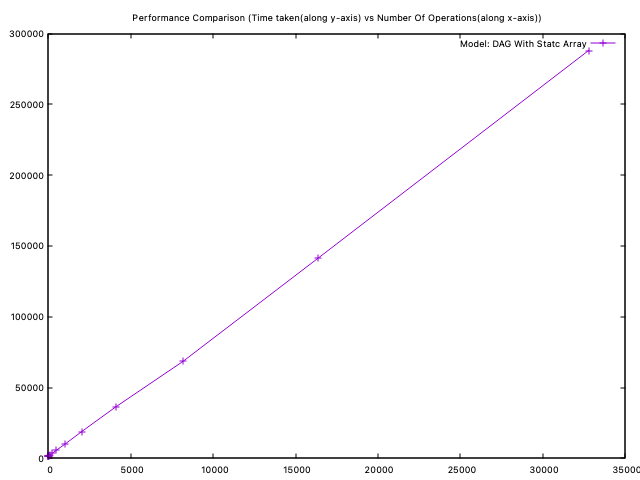 Performance Comparison (Time taken(along y-axis) vs Number Of Operations(along x-axis))
300000
Model: DAG With Statc Array
250000
200000
150000
100000
50000
0
0 5000 10000 15000 20000 25000 30000 35000